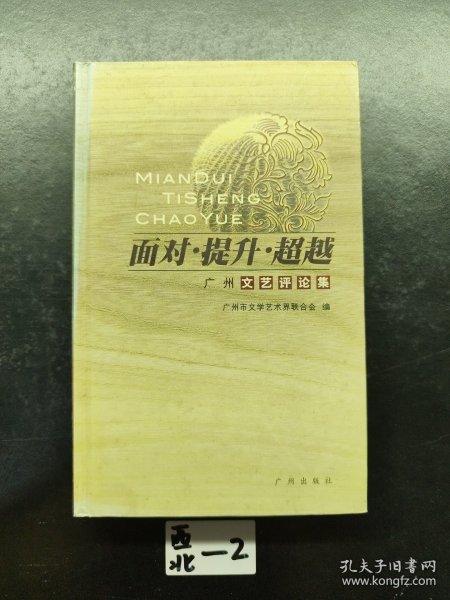 MIANDUI
TISHENG
CHAOYUE
面对·提升·超越
广州文艺评论集
广州市文学艺术界联合会 编
广州出版社
西
北-2
孔夫子旧书网
www.kongfz.com